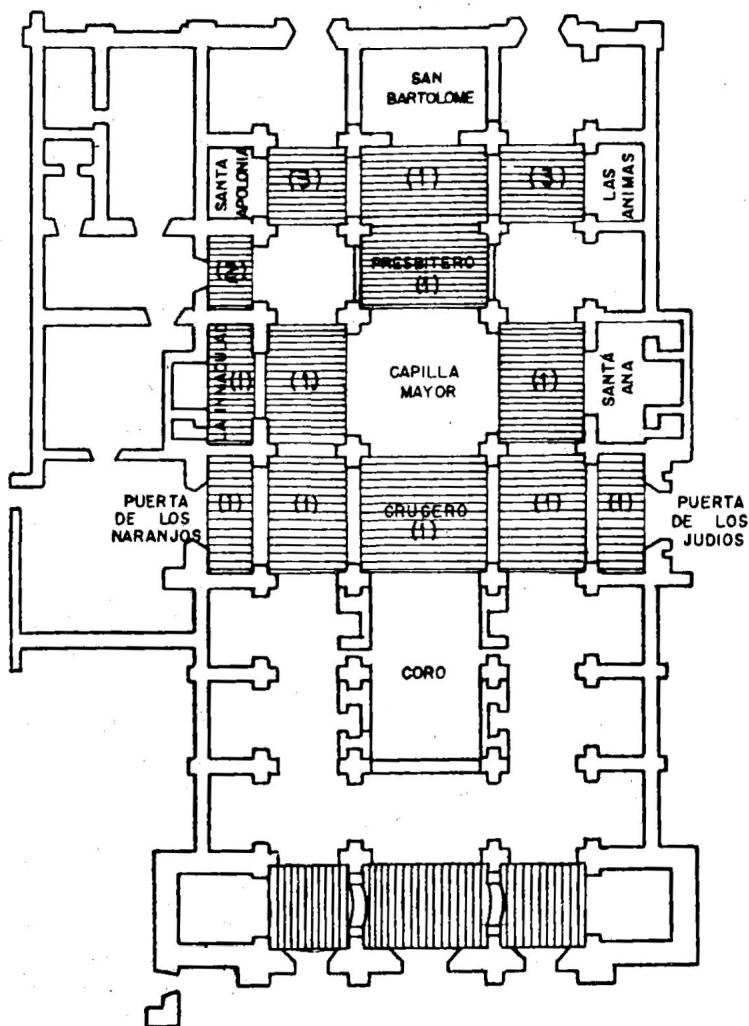 SAN
BARTOLOME
SANTA
APOLONIA
(3)
(1)
(3)
LAS
ANIMAS
(2)
PRESBITERO
(1)
LA INMACULAD
(1)
(1)
CAPILLA
MAYOR
(1)
SANTA
ANA
PUERTA
DE LOS
NARANJOS
(1)
(1)
CRUCERO
(1)
(1)
(1)
PUERTA
DE LOS
JUDIOS
CORO